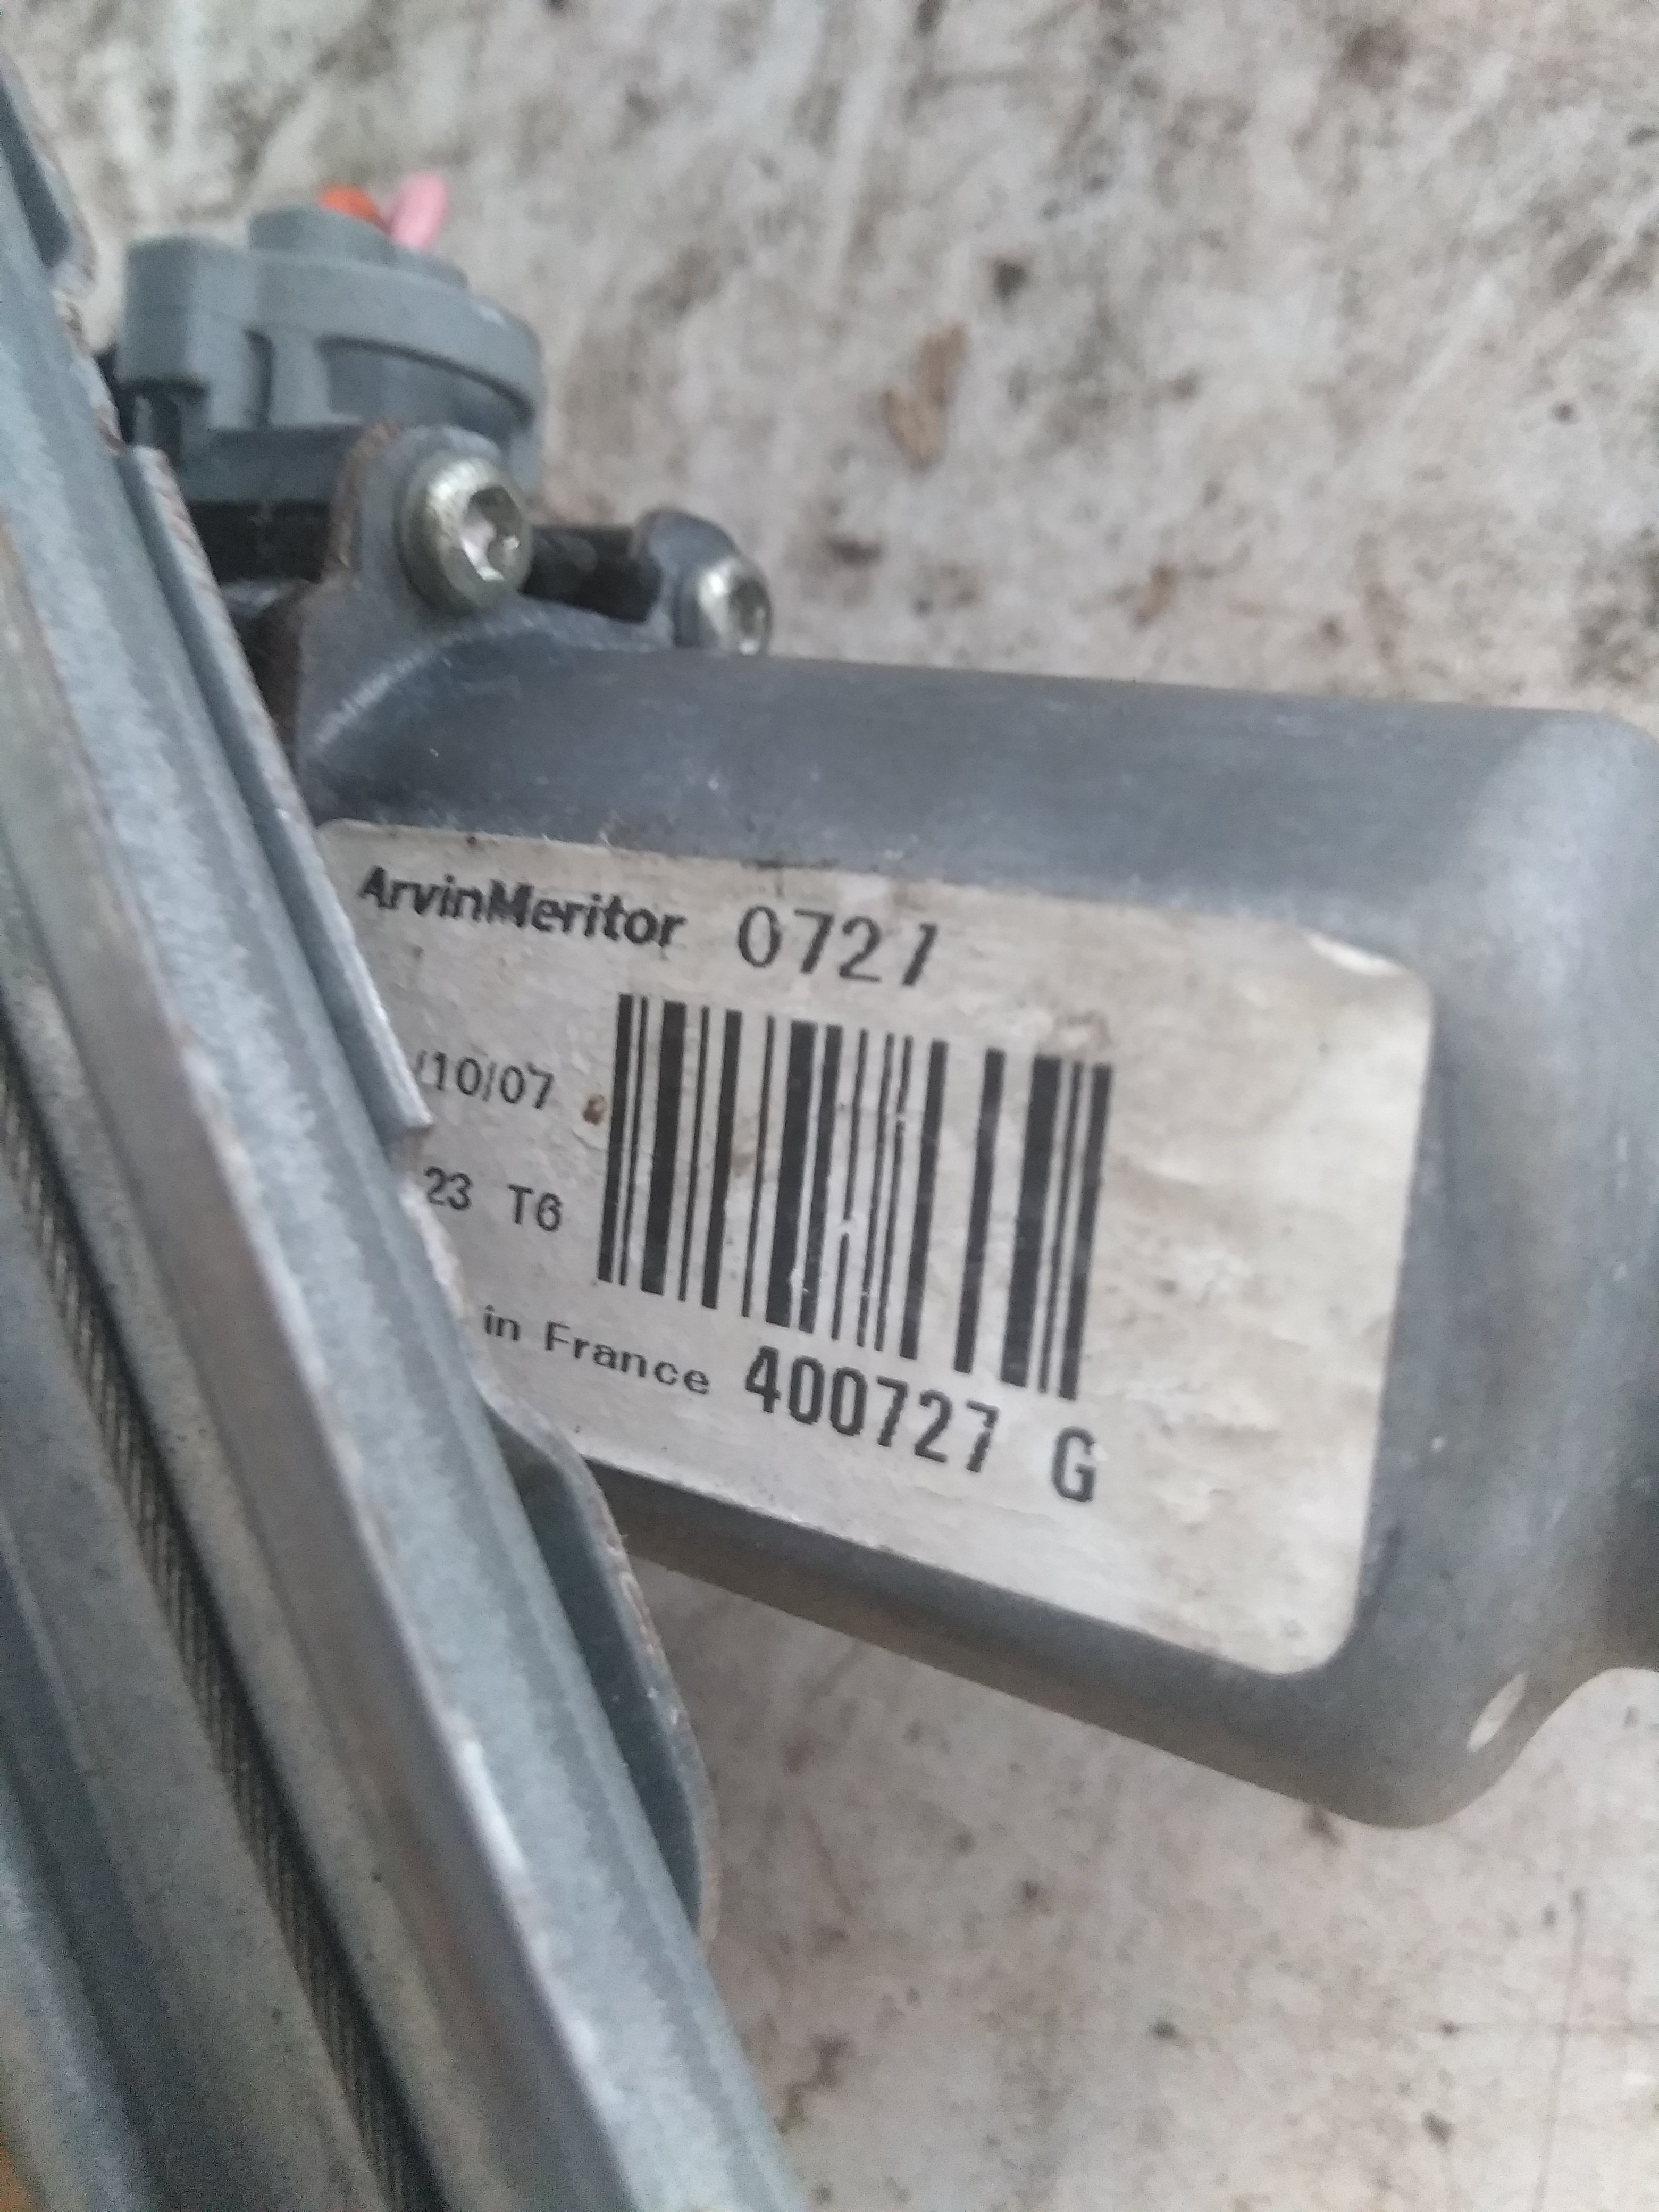 ArvinMeritor 0727
/10/07
23 T6
in France 400727 G